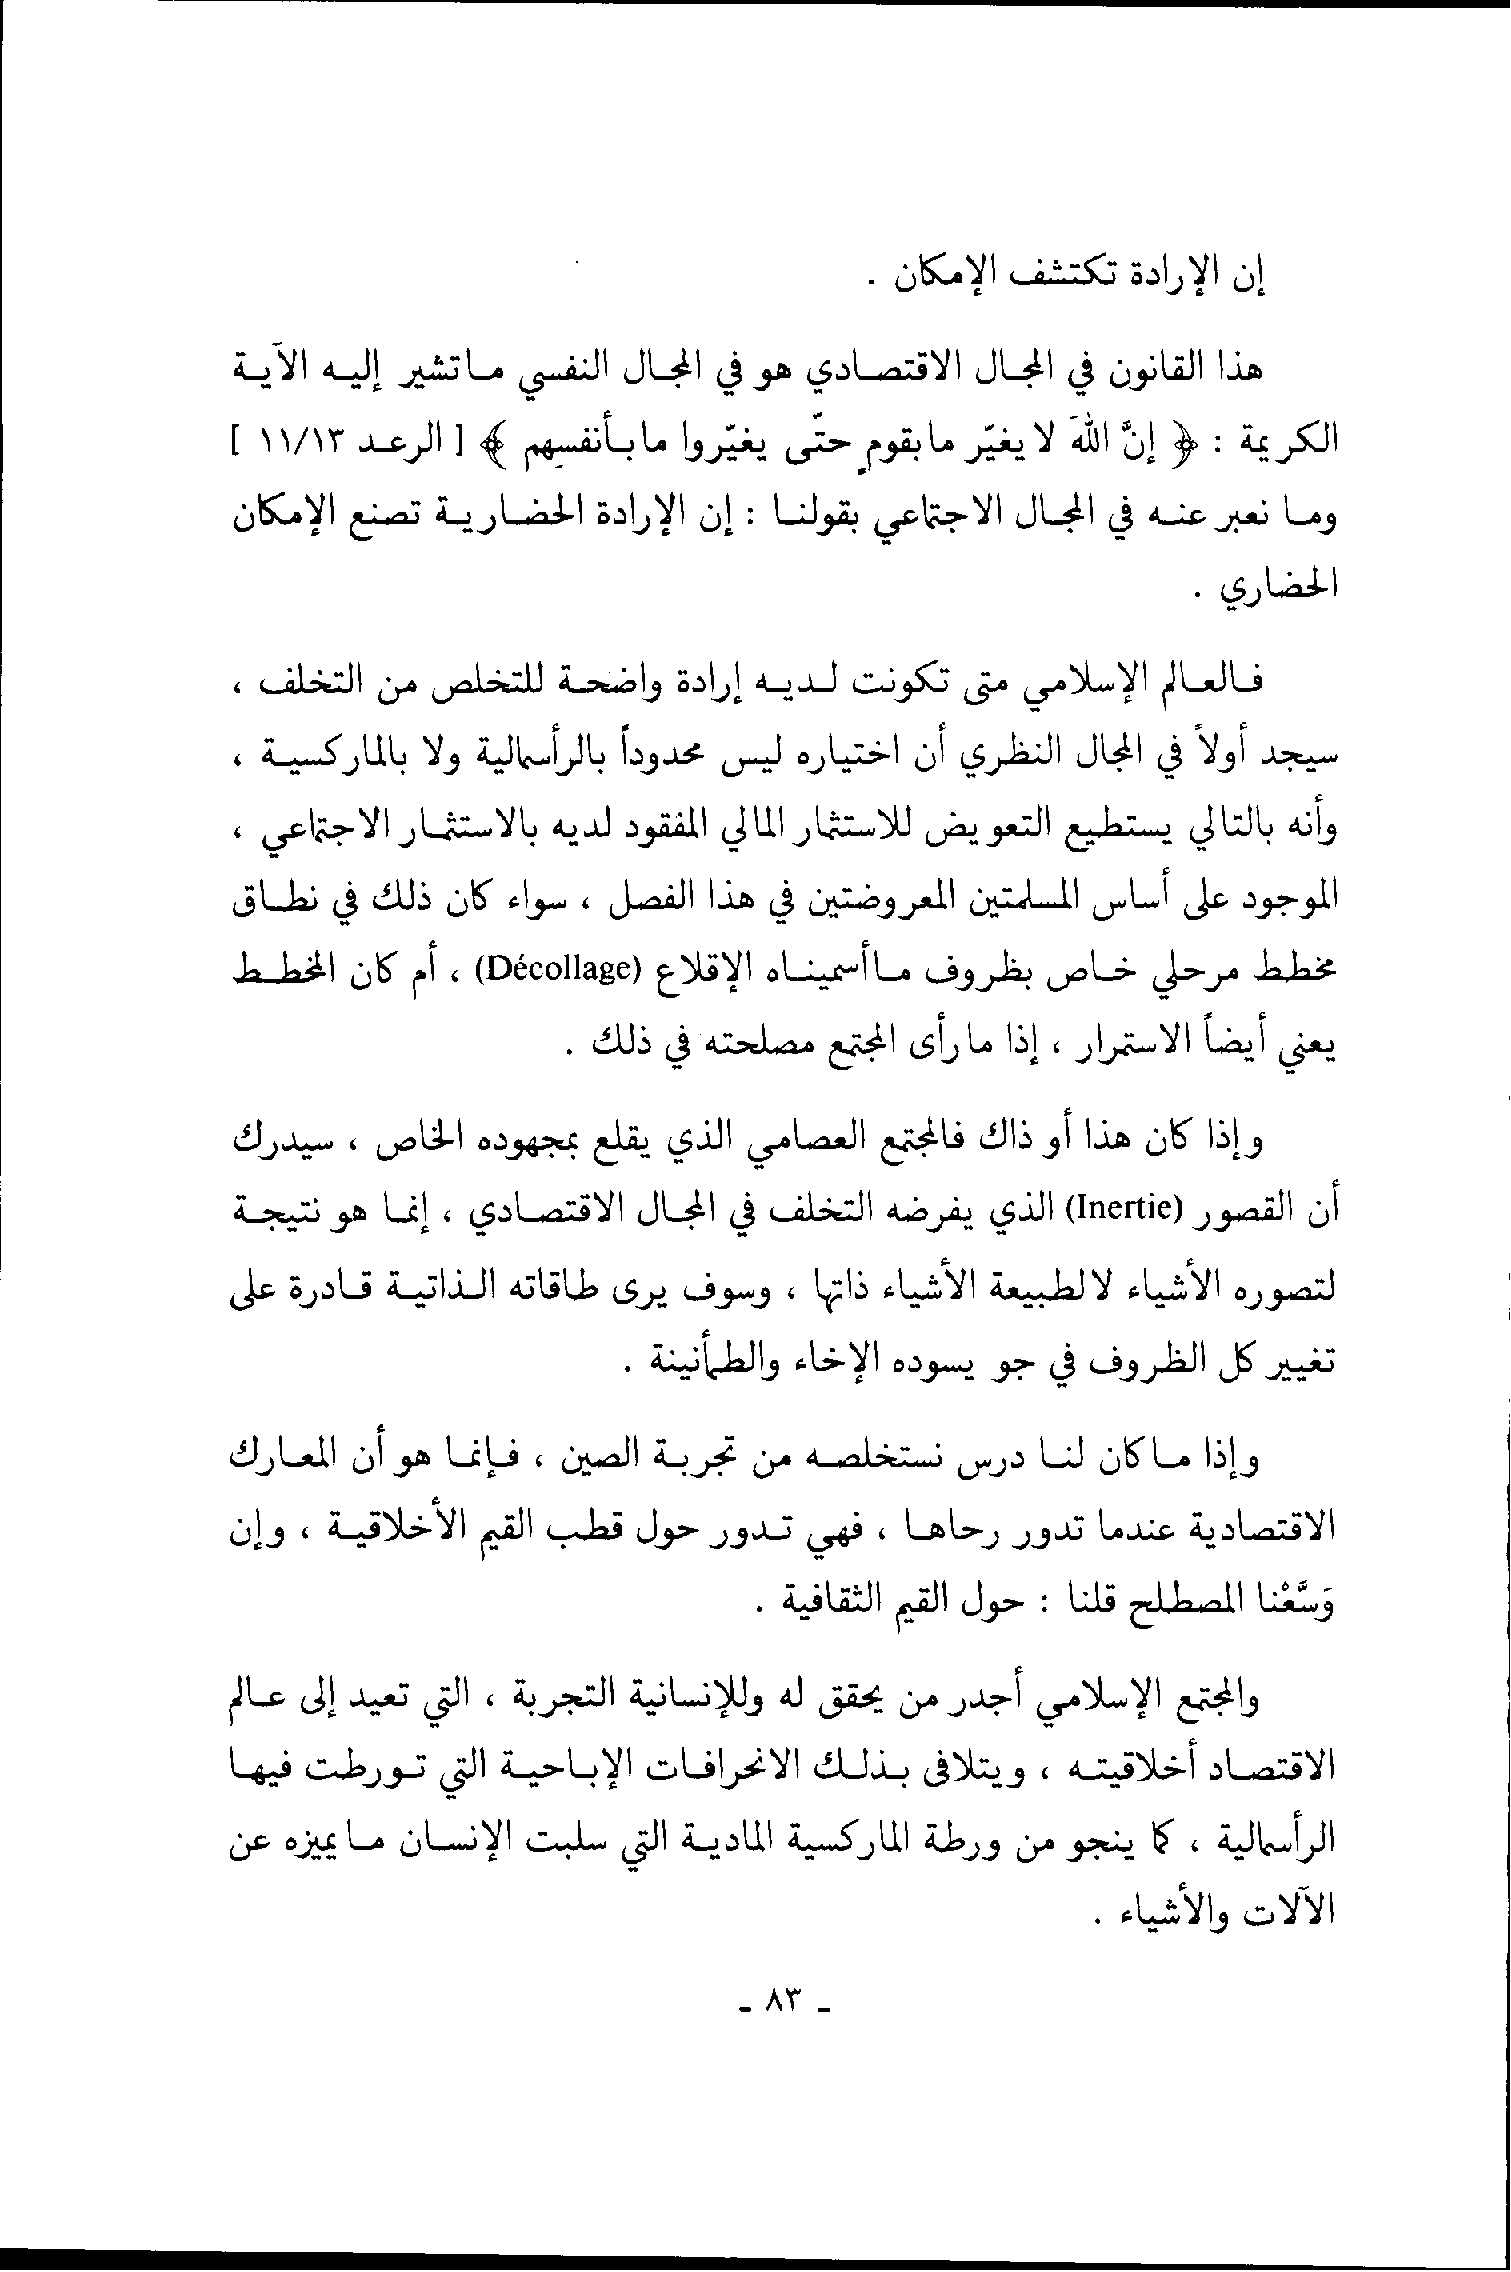 إن الإرادة تكتشف الإمكان .
هذا القانون في المجال الاقتصادي هو في المجال النفسي ماتشير إليه الآية
الكريمة : ﴿ إنَّ اللهَ لا يغيّر مابقومٍ حتّى يغيّروا مابأنفسِهم ﴾ [ الرعد ١١/١٣ ]
وما نعبر عنه في المجال الاجتماعي بقولنا : إن الإرادة الحضارية تصنع الإمكان
الحضاري .
فالعالم الإسلامي متى تكونت لديه إرادة واضحة للتخلص من التخلف ،
سيجد أولاً في المجال النظري أن اختياره ليس محدوداً بالرأسمالية ولا بالماركسية ،
وأنه بالتالي يستطيع التعويض للاستثمار المالي المفقود لديه بالاستثمار الاجتماعي ،
الموجود على أساس المسلمتين المعروضتين في هذا الفصل ، سواء كان ذلك في نطاق
مخطط مرحلي خاص بظروف ماأسميناه الإقلاع (Décollage) ، أم كان المخطط
يعني أيضاً الاستمرار ، إذا مارأى المجتمع مصلحته في ذلك .
وإذا كان هذا أو ذاك فالمجتمع العصامي الذي يقلع بمجهوده الخاص ، سيدرك
أن القصور (Inertie) الذي يفرضه التخلف في المجال الاقتصادي ، إنما هو نتيجة
لتصوره الأشياء لالطبيعة الأشياء ذاتها ، وسوف يرى طاقاته الذاتية قادرة على
تغيير كل الظروف في جو يسوده الإخاء والطمأنينة .
وإذا ماكان لنا درس نستخلصه من تجربة الصين ، فإنما هو أن المعارك
الاقتصادية عندما تدور رحاها ، فهي تدور حول قطب القيم الأخلاقية ، وإن
وَسَّعْنا المصطلح قلنا : حول القيم الثقافية .
والمجتمع الإسلامي أجدر من يحقق له وللإنسانية التجربة ، التي تعيد إلى عالم
الاقتصاد أخلاقيته ، ويتلافى بذلك الانحرافات الإباحية التي تورطت فيها
الرأسمالية ، كما ينجو من ورطة الماركسية المادية التي سلبت الإنسان مايميزه عن
الآلات والأشياء .
ـ ٨٣ ـ